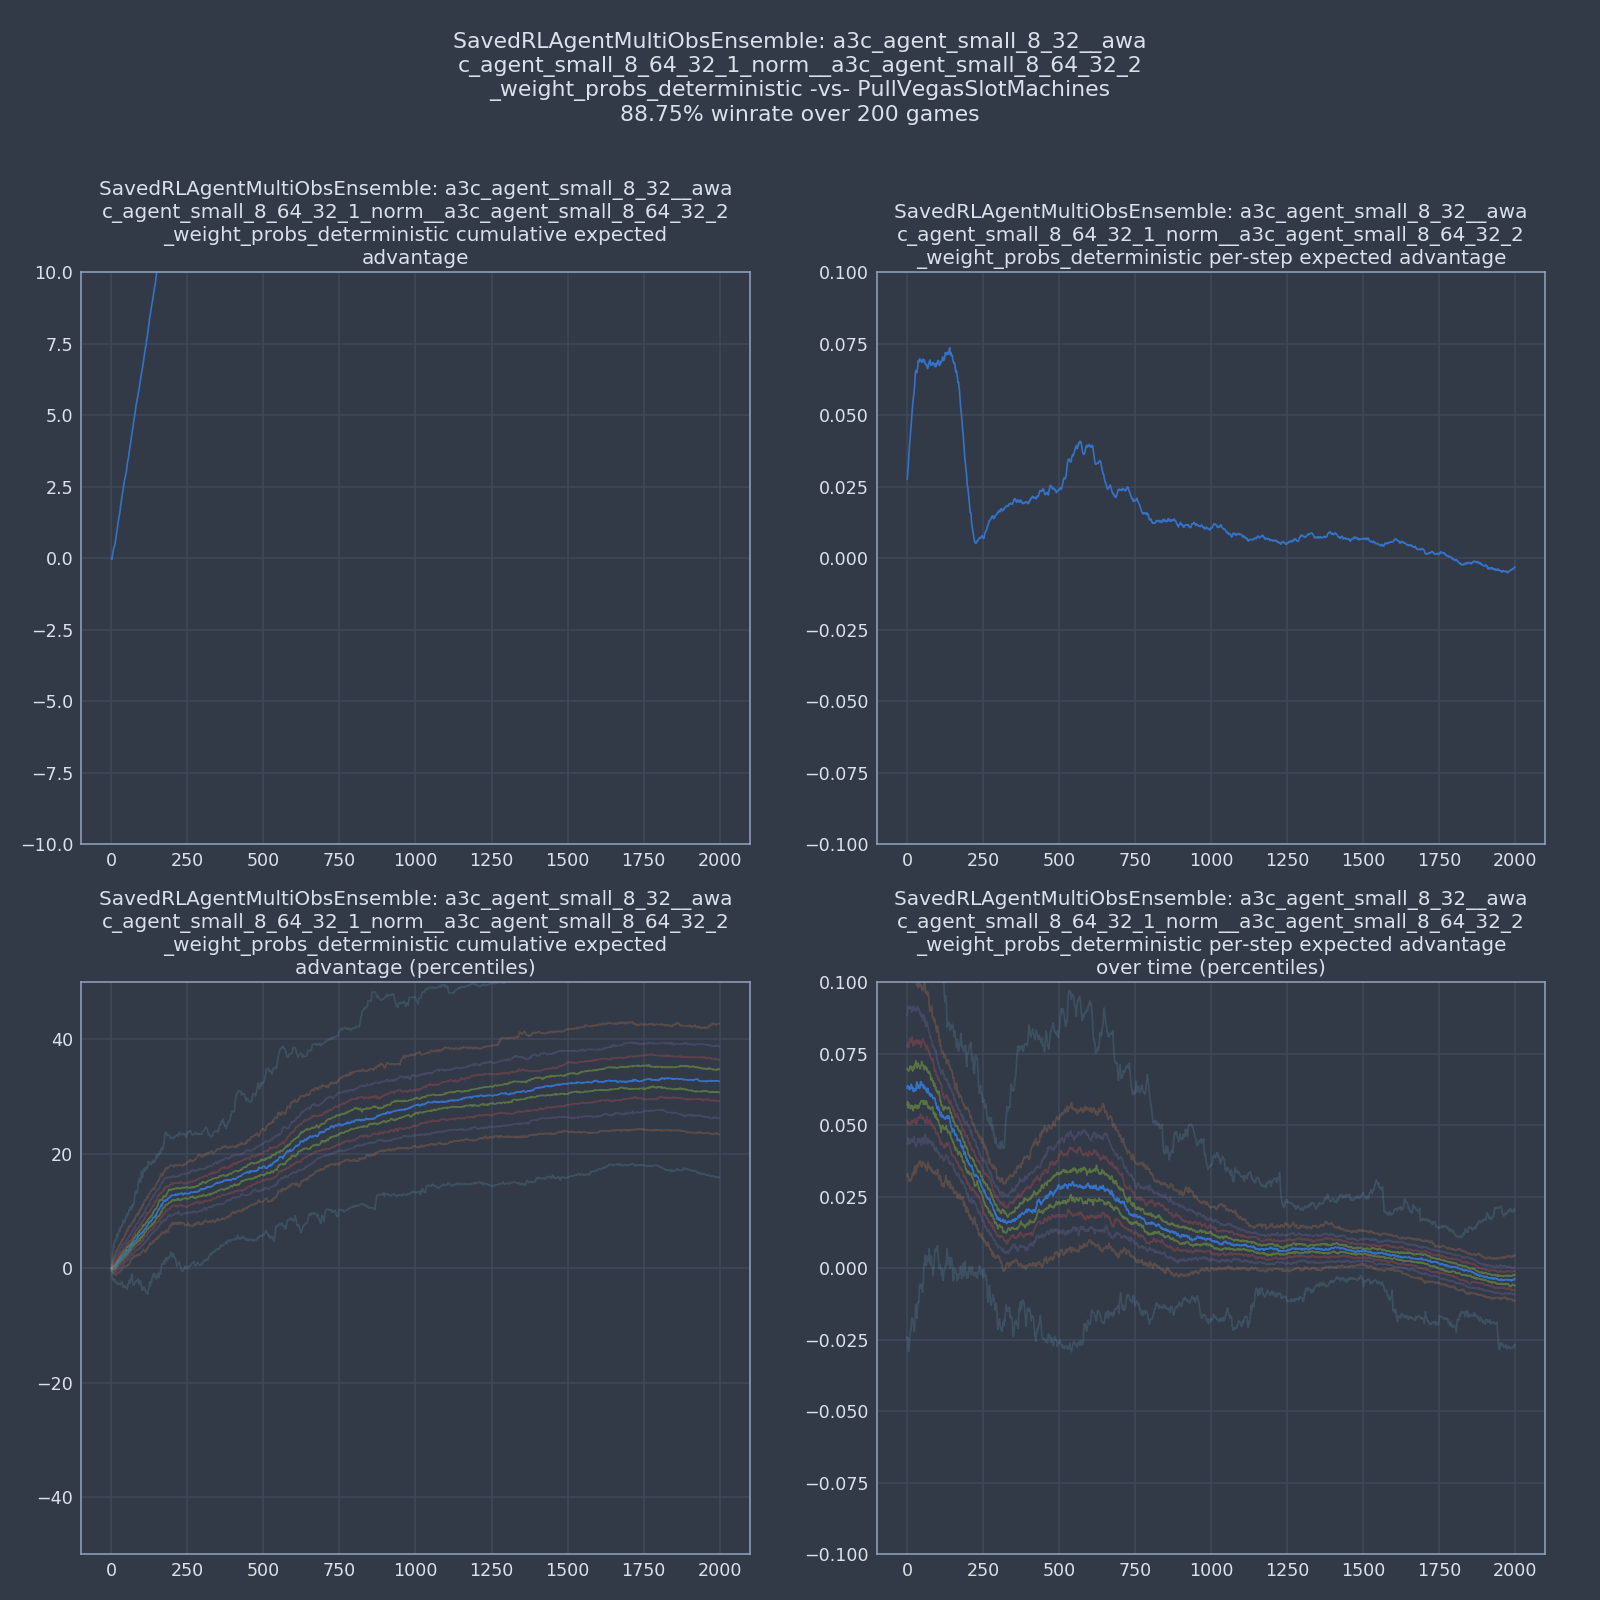 SavedRLAgentMultiObsEnsemble: a3c_agent_small_8_32__awa
c_agent_small_8_64_32_1_norm__a3c_agent_small_8_64_32_2
_weight_probs_deterministic -vs- PullVegasSlotMachines
88.75% winrate over 200 games
SavedRLAgentMultiObsEnsemble: a3c_agent_small_8_32__awa
c_agent_small_8_64_32_1_norm__a3c_agent_small_8_64_32_2
_weight_probs_deterministic cumulative expected
advantage
10.0
7.5
5.0
2.5
0.0
−2.5
−5.0
−7.5
−10.0
0 250 500 750 1000 1250 1500 1750 2000
SavedRLAgentMultiObsEnsemble: a3c_agent_small_8_32__awa
c_agent_small_8_64_32_1_norm__a3c_agent_small_8_64_32_2
_weight_probs_deterministic per-step expected advantage
0.100
0.075
0.050
0.025
0.000
−0.025
−0.050
−0.075
−0.100
0 250 500 750 1000 1250 1500 1750 2000
SavedRLAgentMultiObsEnsemble: a3c_agent_small_8_32__awa
c_agent_small_8_64_32_1_norm__a3c_agent_small_8_64_32_2
_weight_probs_deterministic cumulative expected
advantage (percentiles)
40
20
0
−20
−40
0 250 500 750 1000 1250 1500 1750 2000
SavedRLAgentMultiObsEnsemble: a3c_agent_small_8_32__awa
c_agent_small_8_64_32_1_norm__a3c_agent_small_8_64_32_2
_weight_probs_deterministic per-step expected advantage
over time (percentiles)
0.100
0.075
0.050
0.025
0.000
−0.025
−0.050
−0.075
−0.100
0 250 500 750 1000 1250 1500 1750 2000